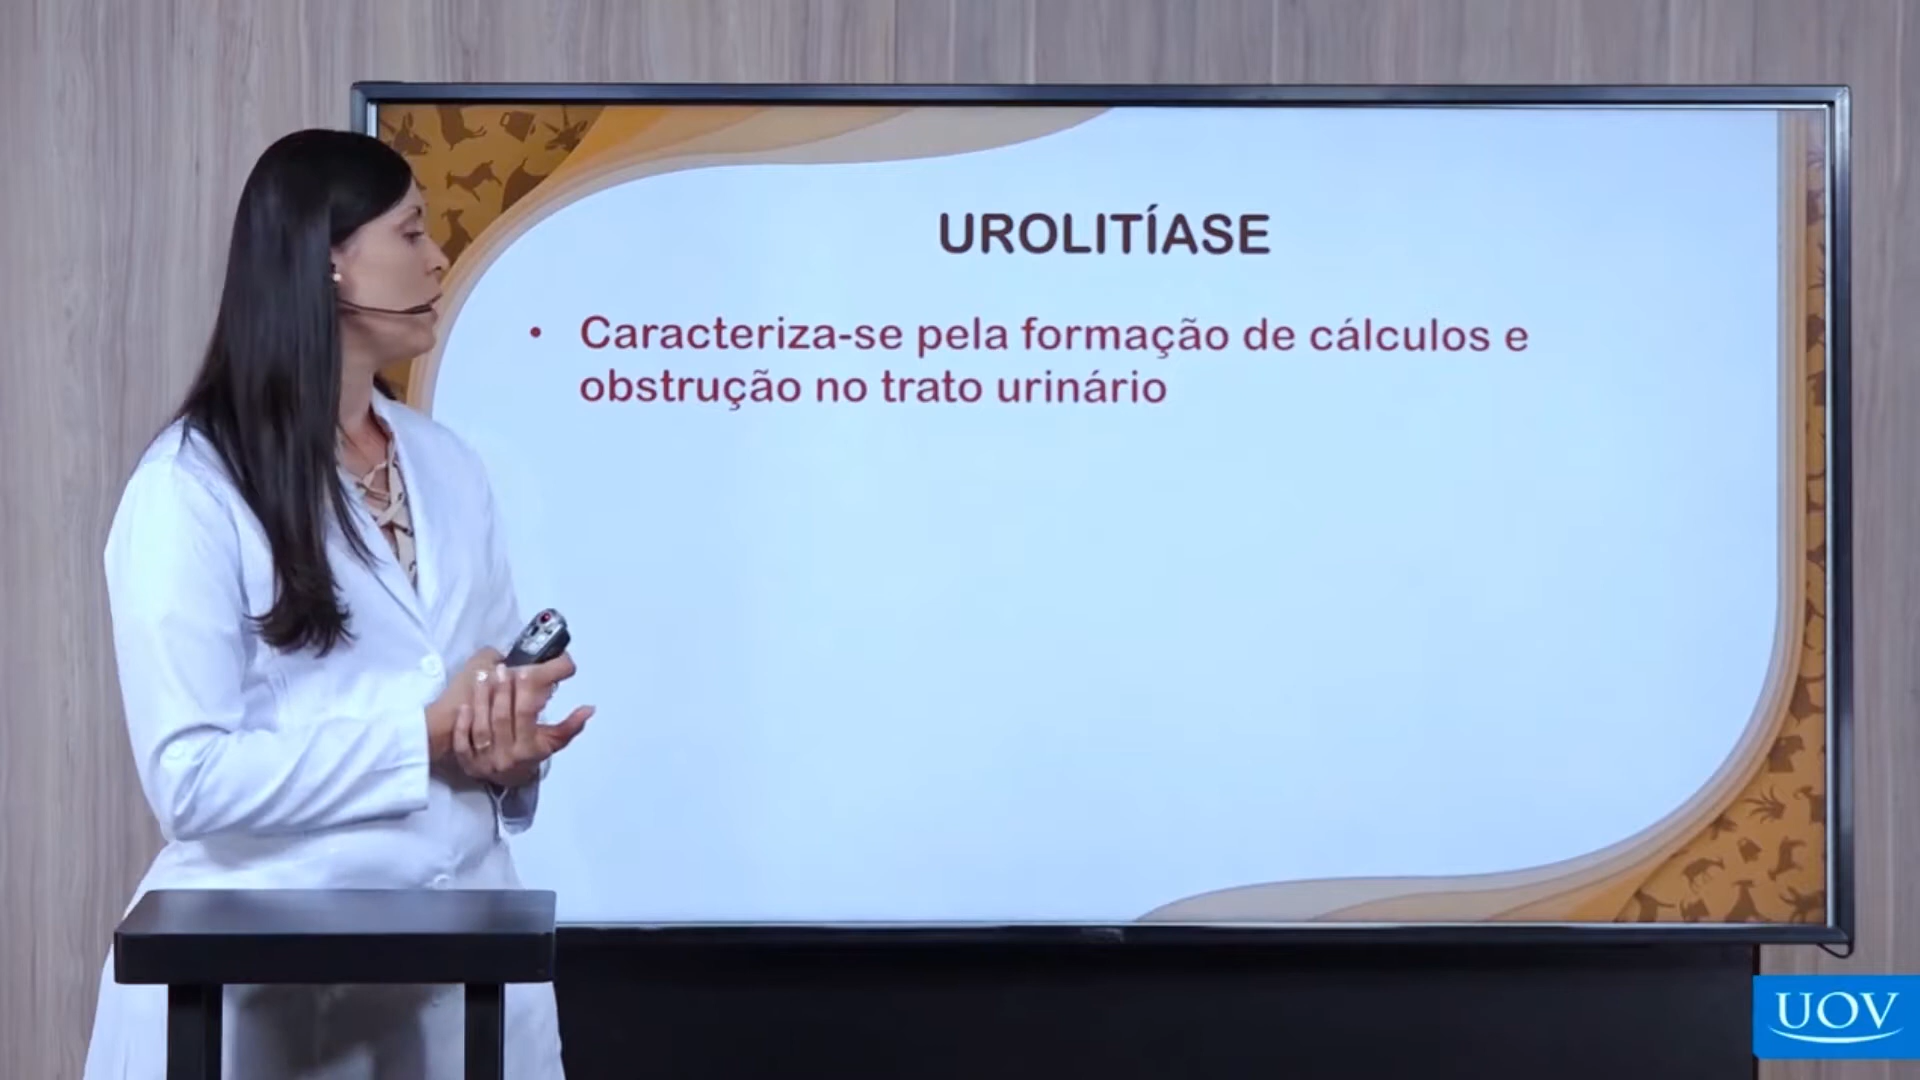 UROLITÍASE
• Caracteriza-se pela formação de cálculos e
obstrução no trato urinário
UOV